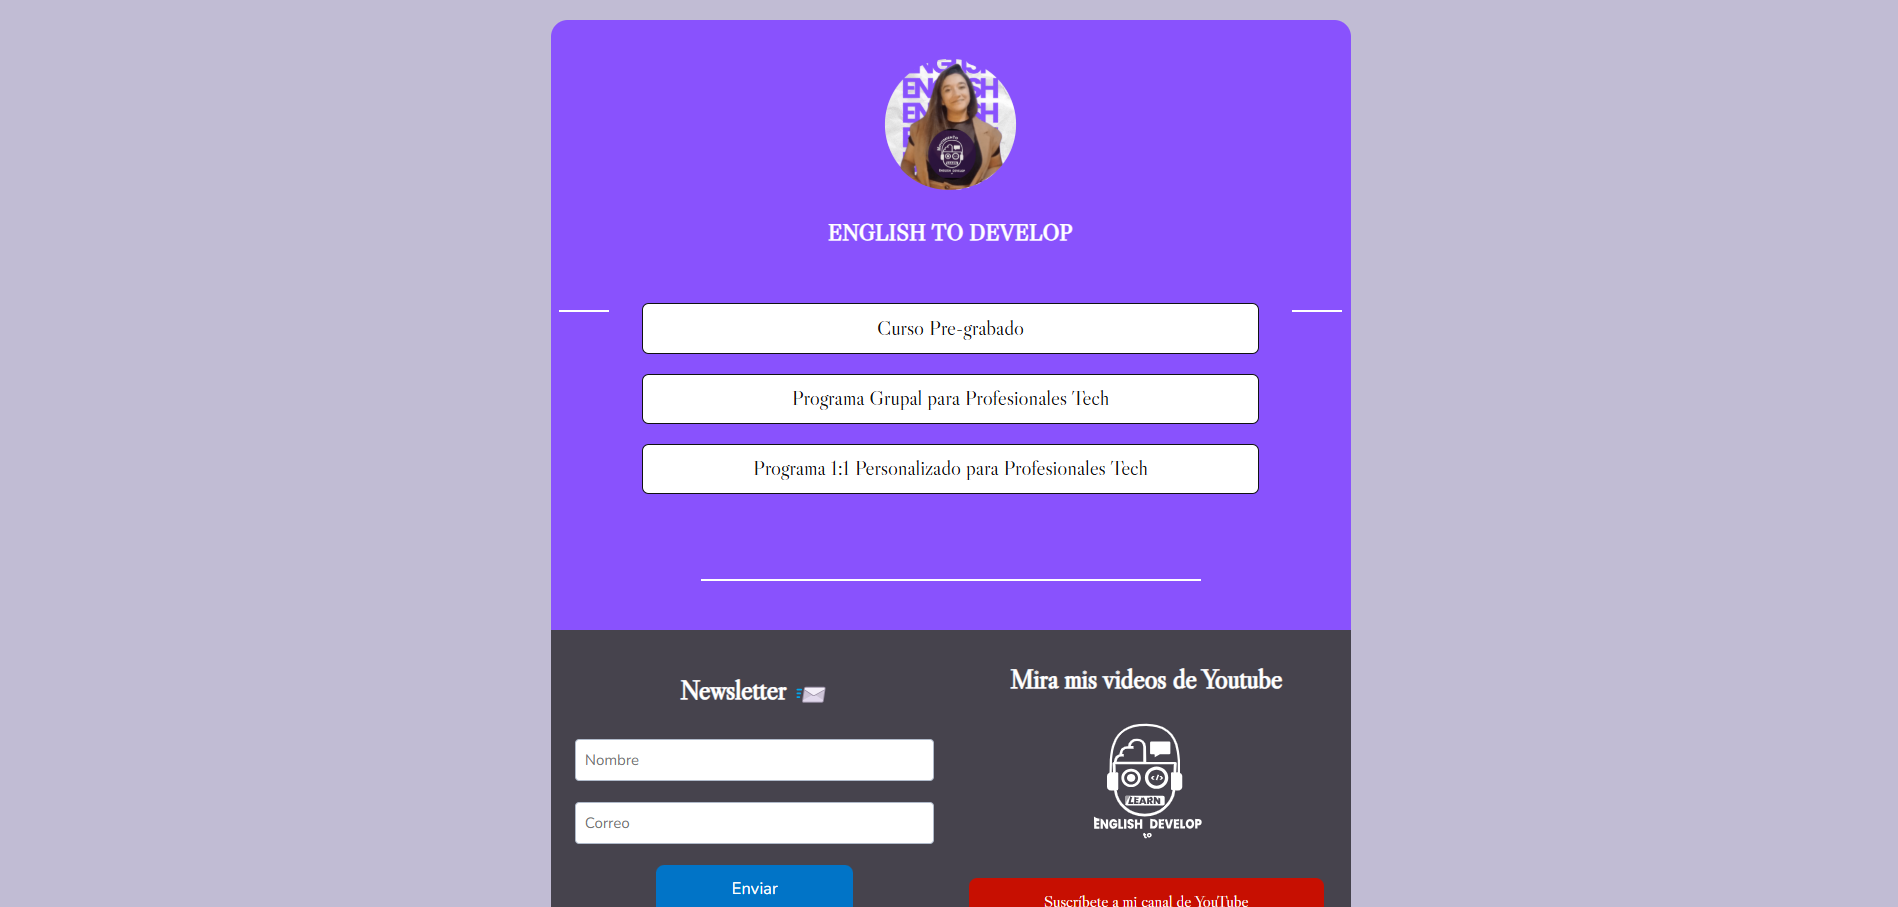 ENGLISH TO DEVELOP
Curso Pre-grabado
Programa Grupal para Profesionales Tech
Programa 1:1 Personalizado para Profesionales Tech
Newsletter
Nombre
Correo
Enviar
Mira mis videos de Youtube
</> 
LEARN
ENGLISH DEVELOP
to
Suscríbete a mi canal de YouTube